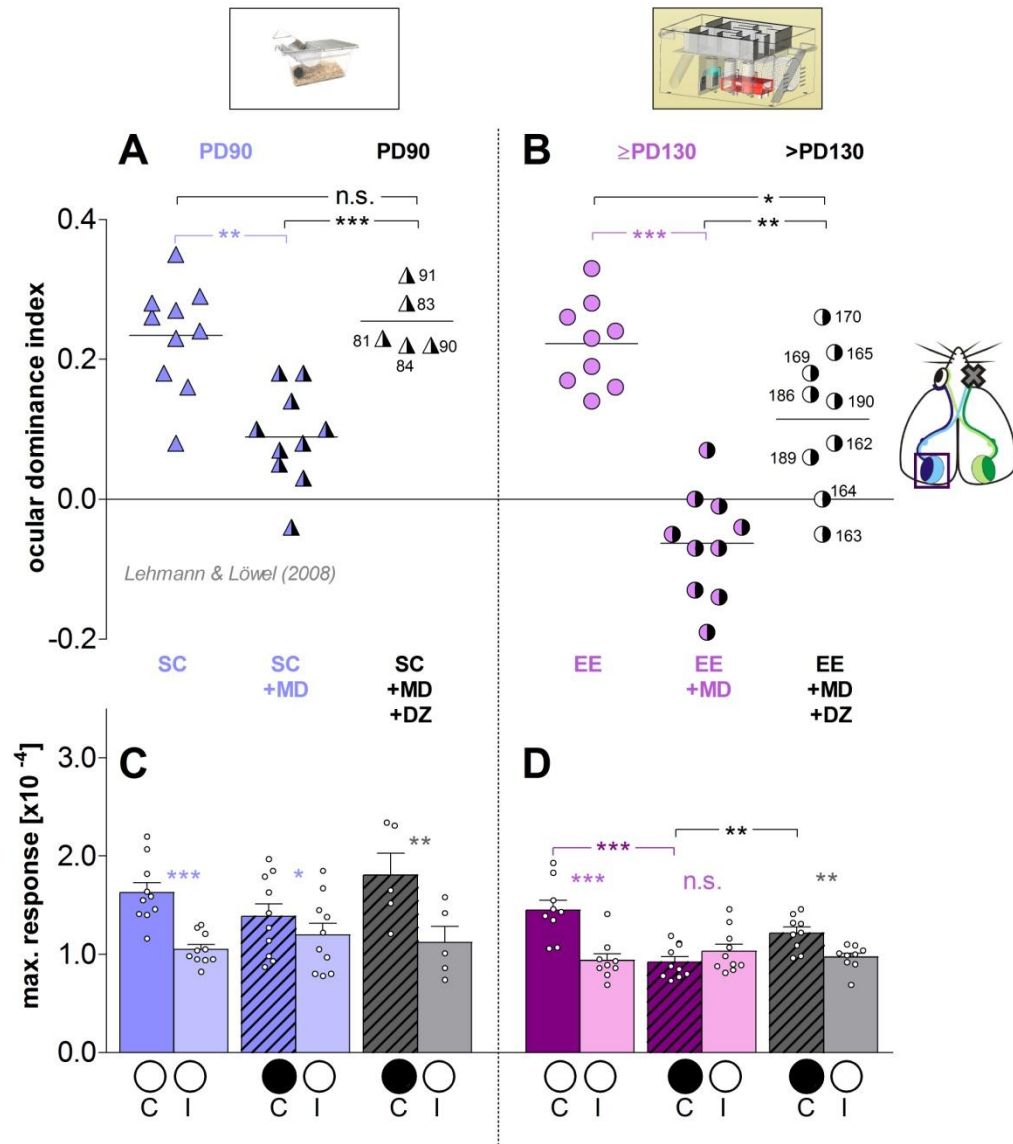 A
PD90
PD90
B
≥PD130
>PD130
n.s.
***
**
*
**
***
ocular dominance index
0.4
0.2
0.0
-0.2
91
83
81
84
90
170
165
169
186
190
162
189
164
163
Lehmann & Löwel (2008)
SC
SC
+MD
SC
+MD
+DZ
EE
EE
+MD
EE
+MD
+DZ
max. response [x10 -4]
3.0
2.0
1.0
0.0
C
***
*
**
D
***
**
***
n.s.
**
C I
C I
C I
C I
C I
C I